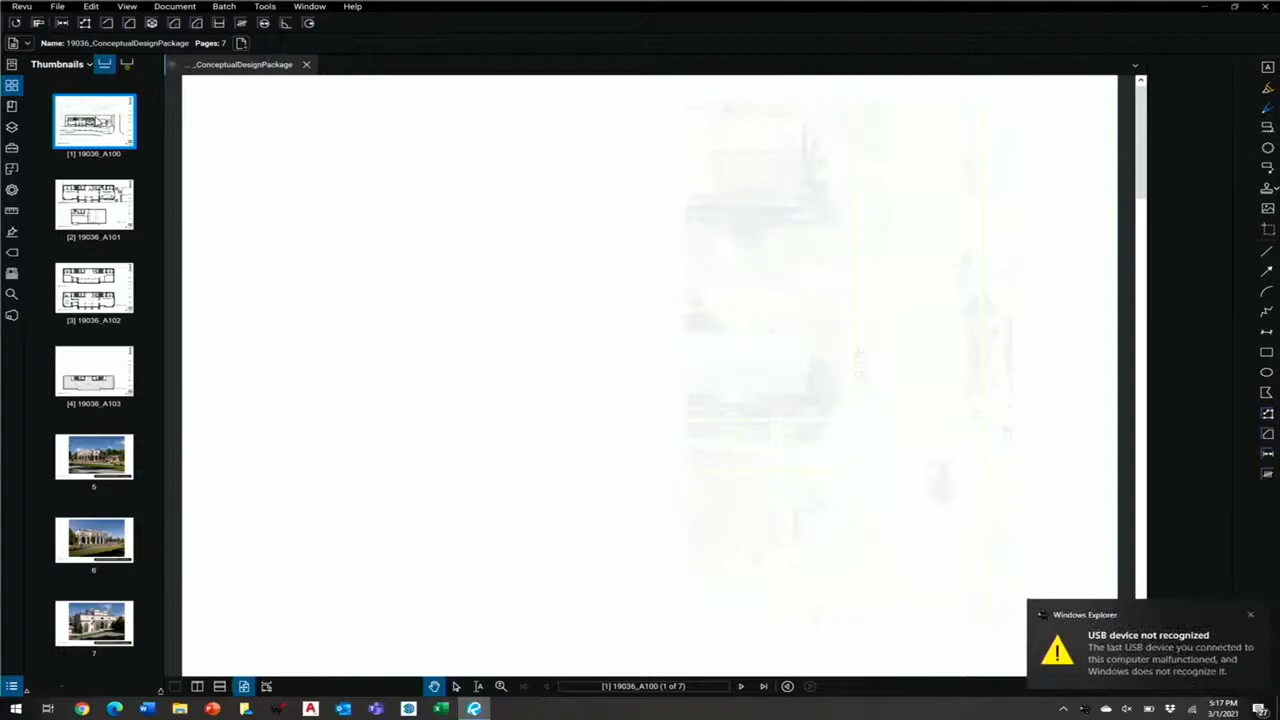 Revu File Edit View Document Batch Tools Window Help
Name: 19036_ConceptualDesignPackage Pages: 7
Thumbnails
..._ConceptualDesignPackage
[1] 19036_A100
[2] 19036_A101
[3] 19036_A102
[4] 19036_A103
5
6
7
Windows Explorer
USB device not recognized
The last USB device you connected to
this computer malfunctioned, and
Windows does not recognize it.
[1] 19036_A100 (1 of 7)
5:17 PM
3/1/2021
27